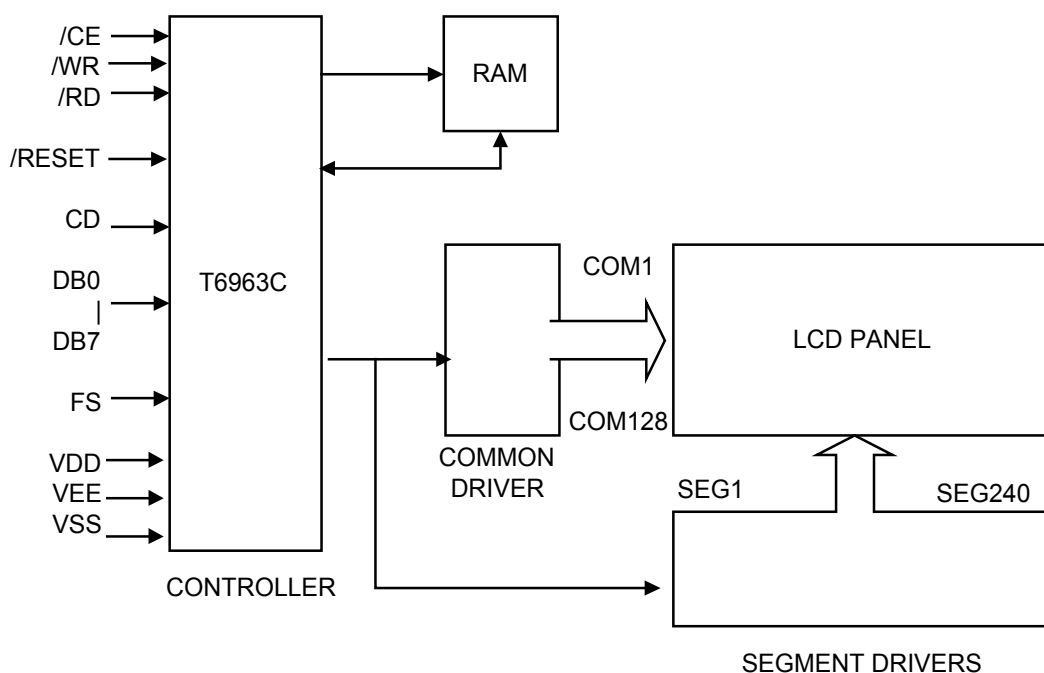 /CE
/WR
/RD
/RESET
CD
DB0
|
DB7
FS
VDD
VEE
VSS
T6963C
CONTROLLER
RAM
COMMON
DRIVER
COM1
COM128
LCD PANEL
SEG1
SEG240
SEGMENT DRIVERS